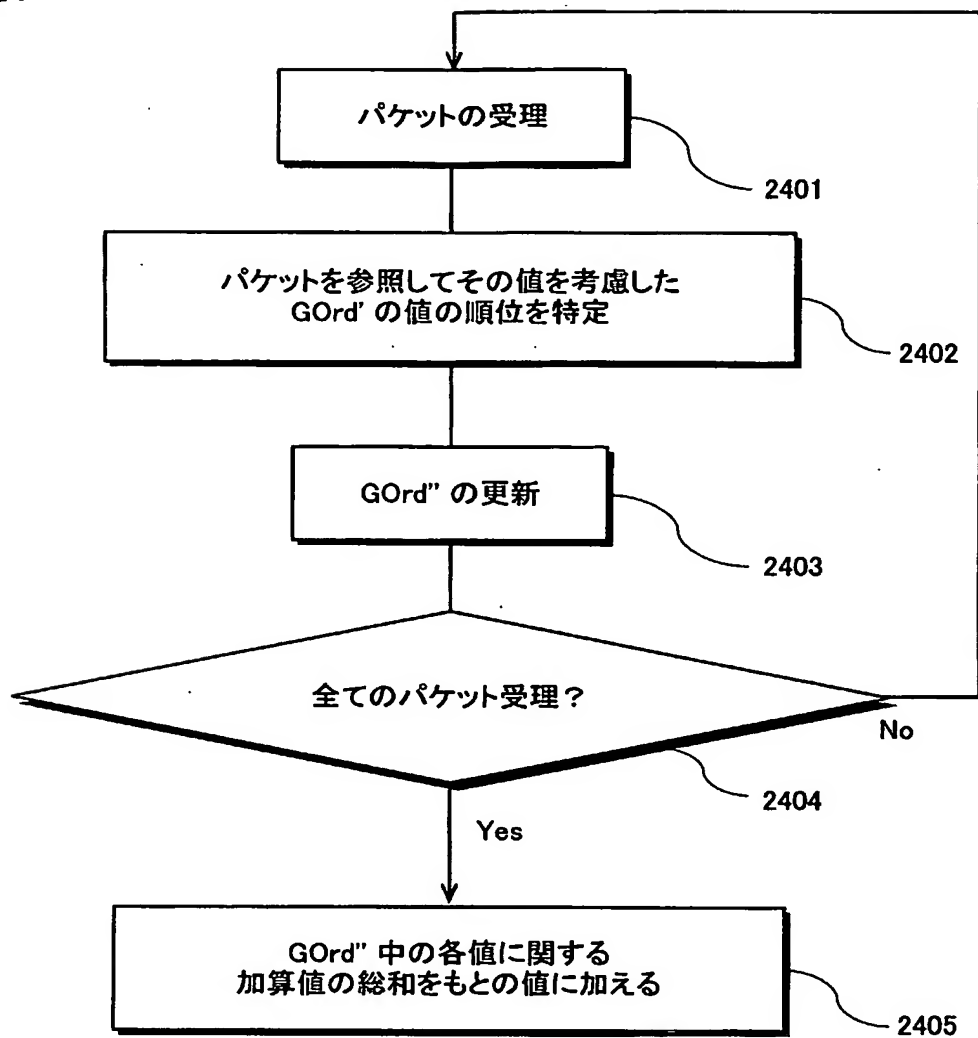 パケットの受理
2401
パケットを参照してその値を考慮した
GOrd' の値の順位を特定
2402
GOrd'' の更新
2403
全てのパケット受理？
No
2404
Yes
GOrd'' 中の各値に関する
加算値の総和をもとの値に加える
2405